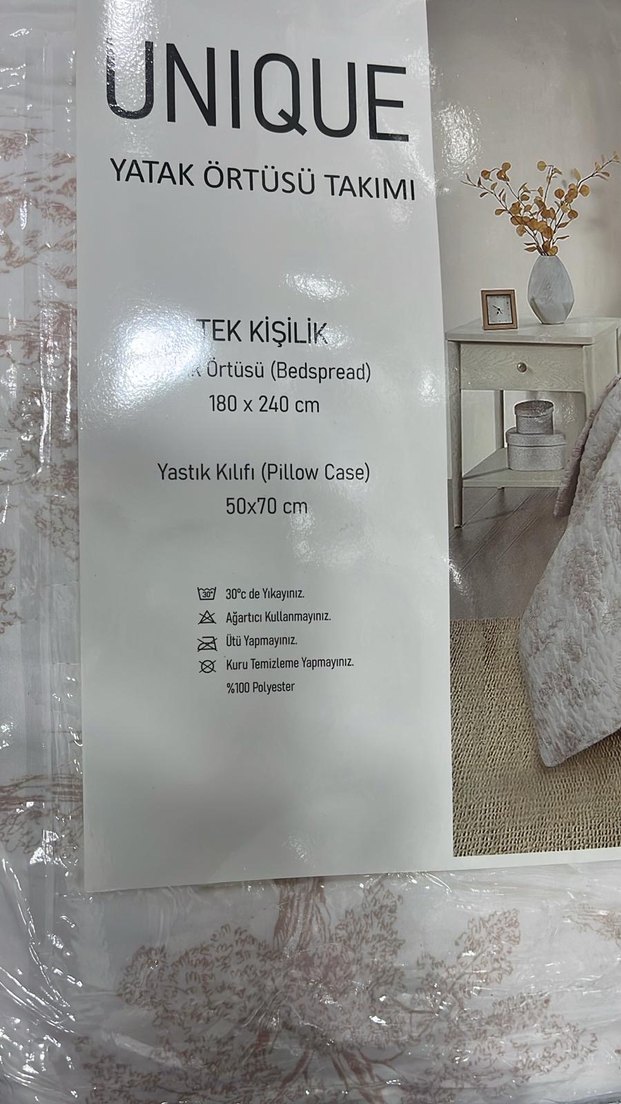 UNIQUE
YATAK ÖRTÜSÜ TAKIMI
TEK KİŞİLİK
Örtüsü (Bedspread)
180 x 240 cm
Yastık Kılıfı (Pillow Case)
50x70 cm
30° 30°c de Yıkayınız.
Ağartıcı Kullanmayınız.
Ütü Yapmayınız.
Kuru Temizleme Yapmayınız.
%100 Polyester